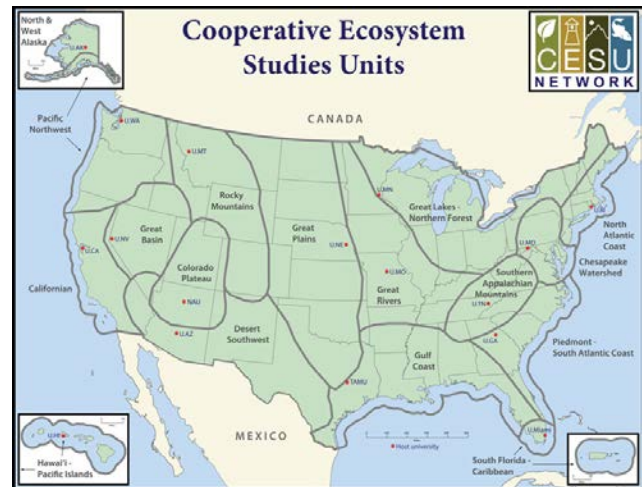 Cooperative Ecosystem
Studies Units
CESU
NETWORK
North &
West
Alaska
U.AK
Pacific
Northwest
CANADA
U.WA
U.MT
Rocky
Mountains
U.MN
Great Lakes -
Northern Forest
North
Atlantic
Coast
Great
Basin
U.NV
U.CA
Great
Plains
U.NE
U.MO
Great
Rivers
U.MD
Chesapeake
Watershed
Californian
Colorado
Plateau
NAU
U.AZ
Desert
Southwest
Southern
Appalachian
Mountains
U.TN
U.GA
Piedmont -
South Atlantic Coast
Gulf
Coast
TAMU
MEXICO
Host university
U.Miami
South Florida -
Caribbean
Hawai'i -
Pacific Islands